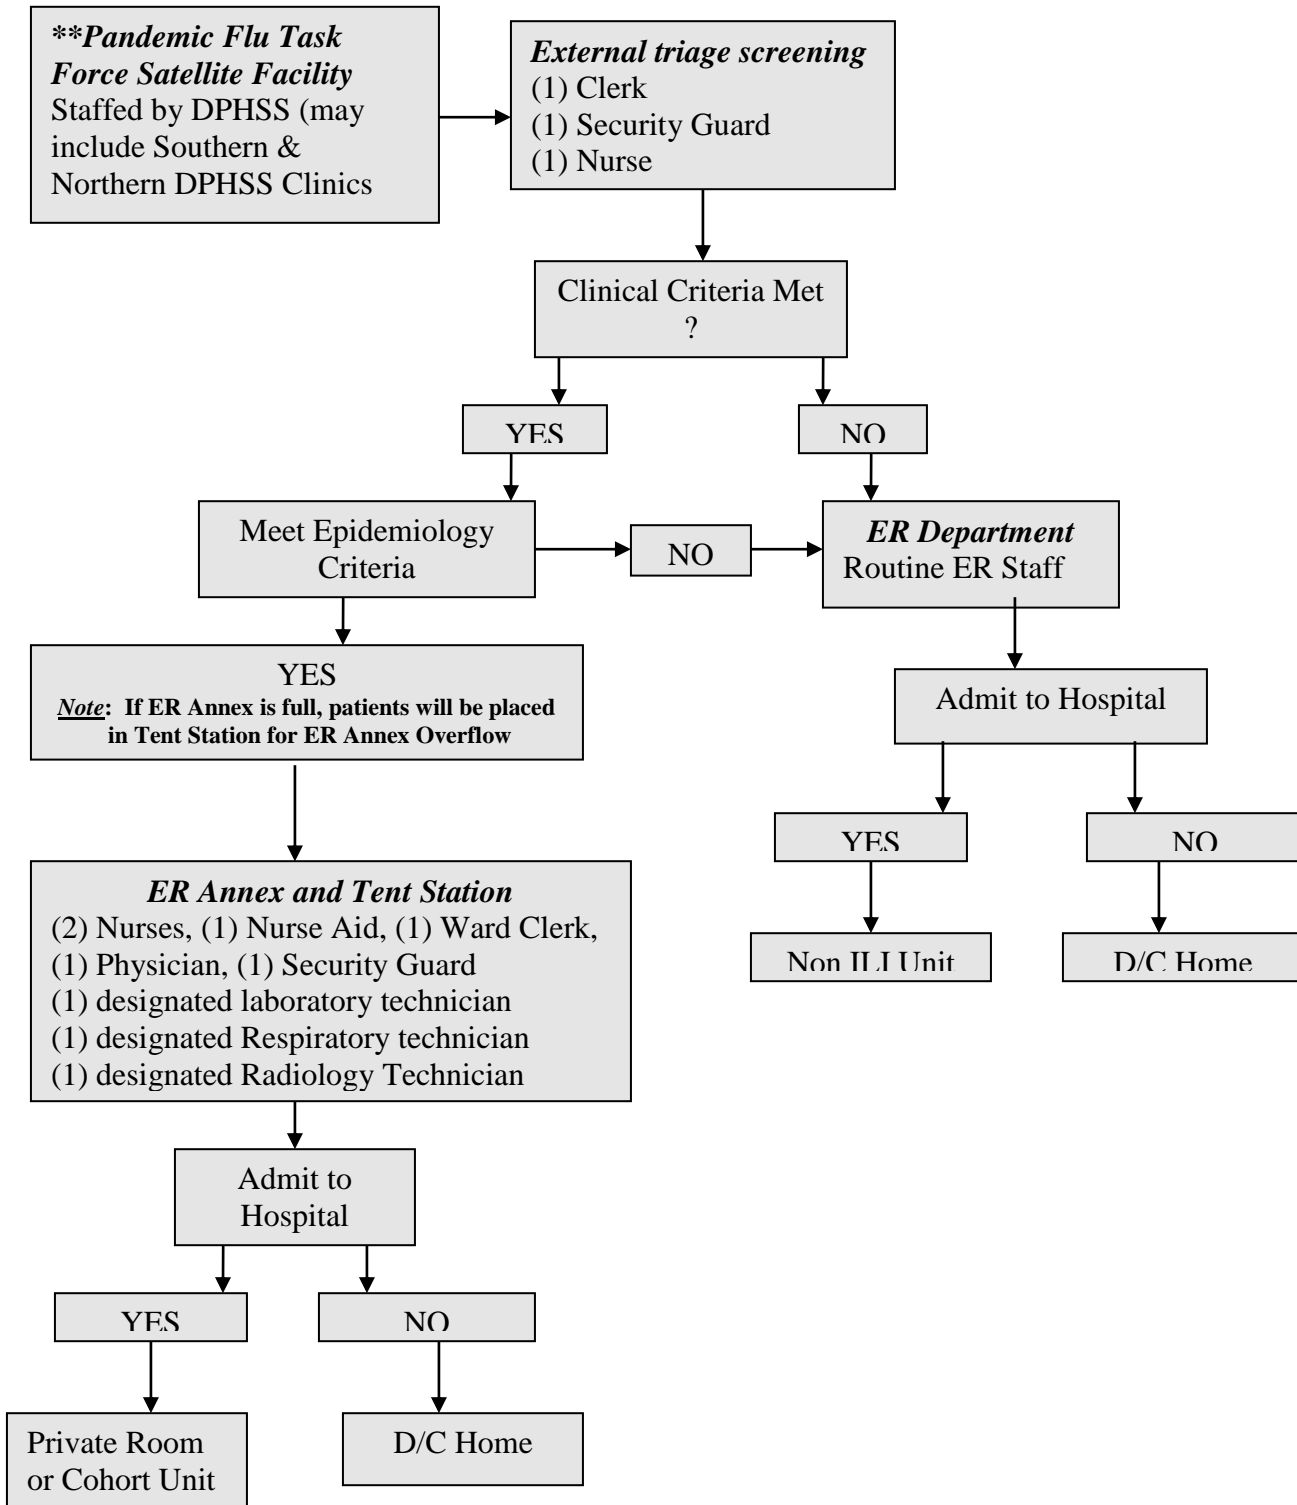 **Pandemic Flu Task
Force Satellite Facility
Staffed by DPHSS (may
include Southern &
Northern DPHSS Clinics
External triage screening
(1) Clerk
(1) Security Guard
(1) Nurse
Clinical Criteria Met
?
YES
NO
Meet Epidemiology
Criteria
NO
ER Department
Routine ER Staff
YES
Note: If ER Annex is full, patients will be placed
in Tent Station for ER Annex Overflow
Admit to Hospital
YES
NO
Non ILI Unit
D/C Home
ER Annex and Tent Station
(2) Nurses, (1) Nurse Aid, (1) Ward Clerk,
(1) Physician, (1) Security Guard
(1) designated laboratory technician
(1) designated Respiratory technician
(1) designated Radiology Technician
Admit to
Hospital
YES
NO
Private Room
or Cohort Unit
D/C Home